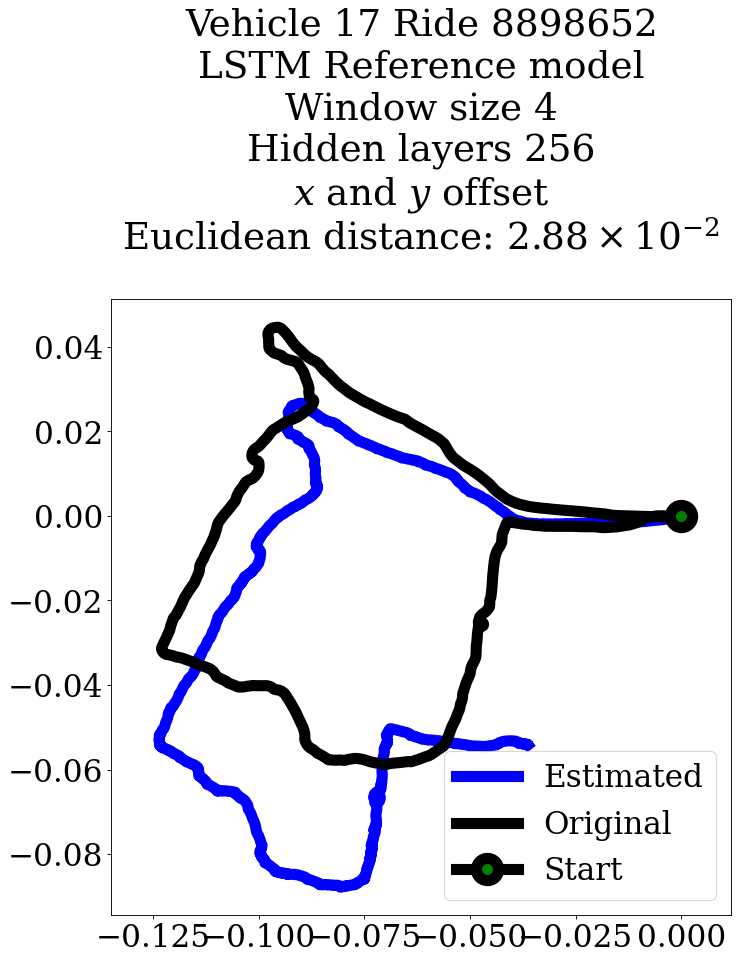 Vehicle 17 Ride 8898652
LSTM Reference model
Window size 4
Hidden layers 256
x and y offset
Euclidean distance: 2.88 × 10⁻²
0.04
0.02
0.00
−0.02
−0.04
−0.06
−0.08
Estimated
Original
Start
−0.125 −0.100 −0.075 −0.050 −0.025 0.000